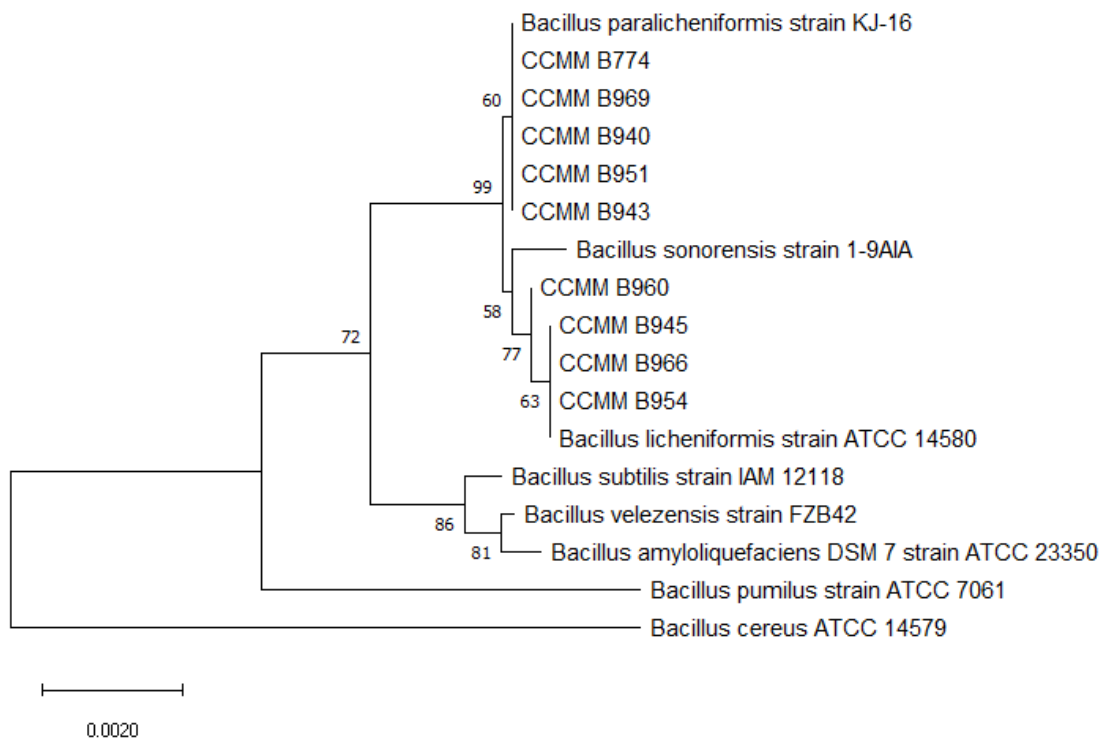 Bacillus paralicheniformis strain KJ-16
CCMM B774
60
CCMM B969
CCMM B940
CCMM B951
99
CCMM B943
Bacillus sonorensis strain 1-9AIA
CCMM B960
58
CCMM B945
72
77
CCMM B966
63
CCMM B954
Bacillus licheniformis strain ATCC 14580
Bacillus subtilis strain IAM 12118
86
Bacillus velezensis strain FZB42
81
Bacillus amyloliquefaciens DSM 7 strain ATCC 23350
Bacillus pumilus strain ATCC 7061
Bacillus cereus ATCC 14579
0.0020